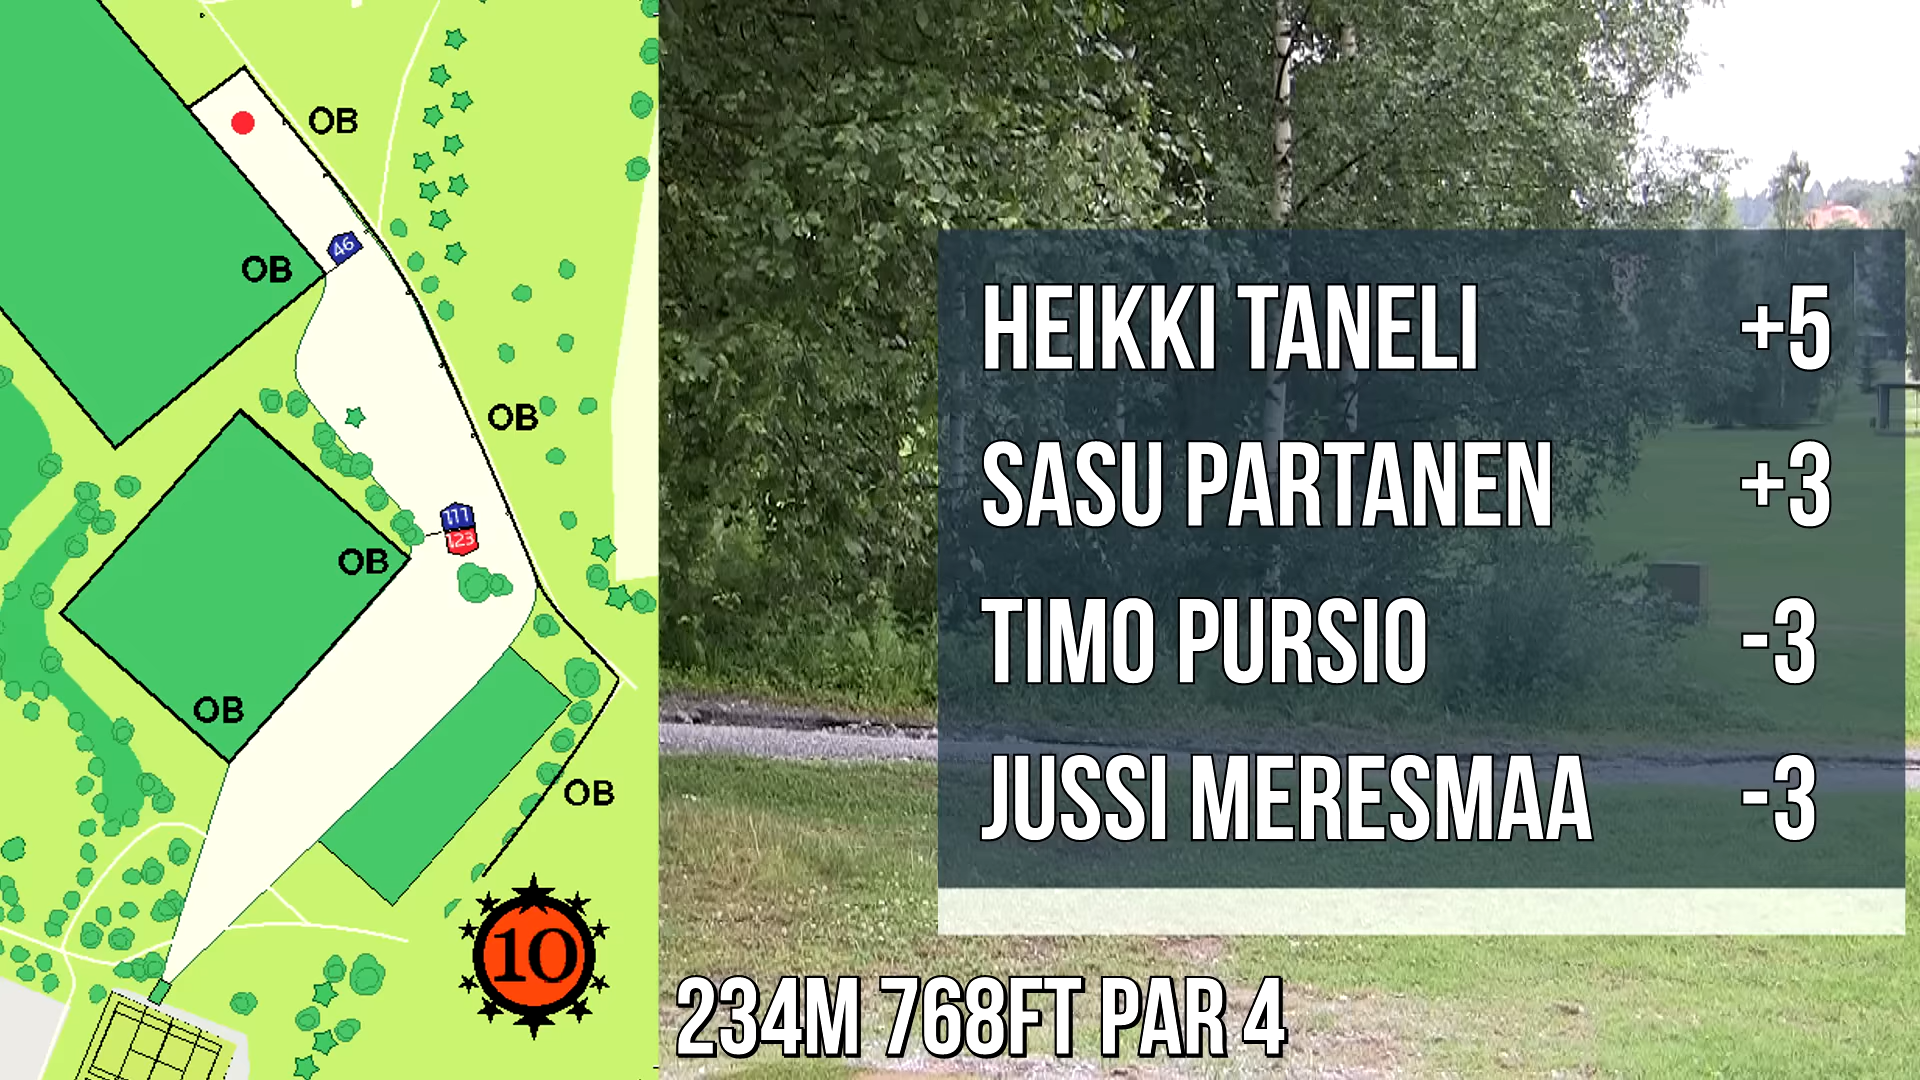 OB
46
OB
OB
111
123
OB
OB
OB
10
HEIKKI TANELI +5
SASU PARTANEN +3
TIMO PURSIO -3
JUSSI MERESMAA -3
234M 768FT PAR 4